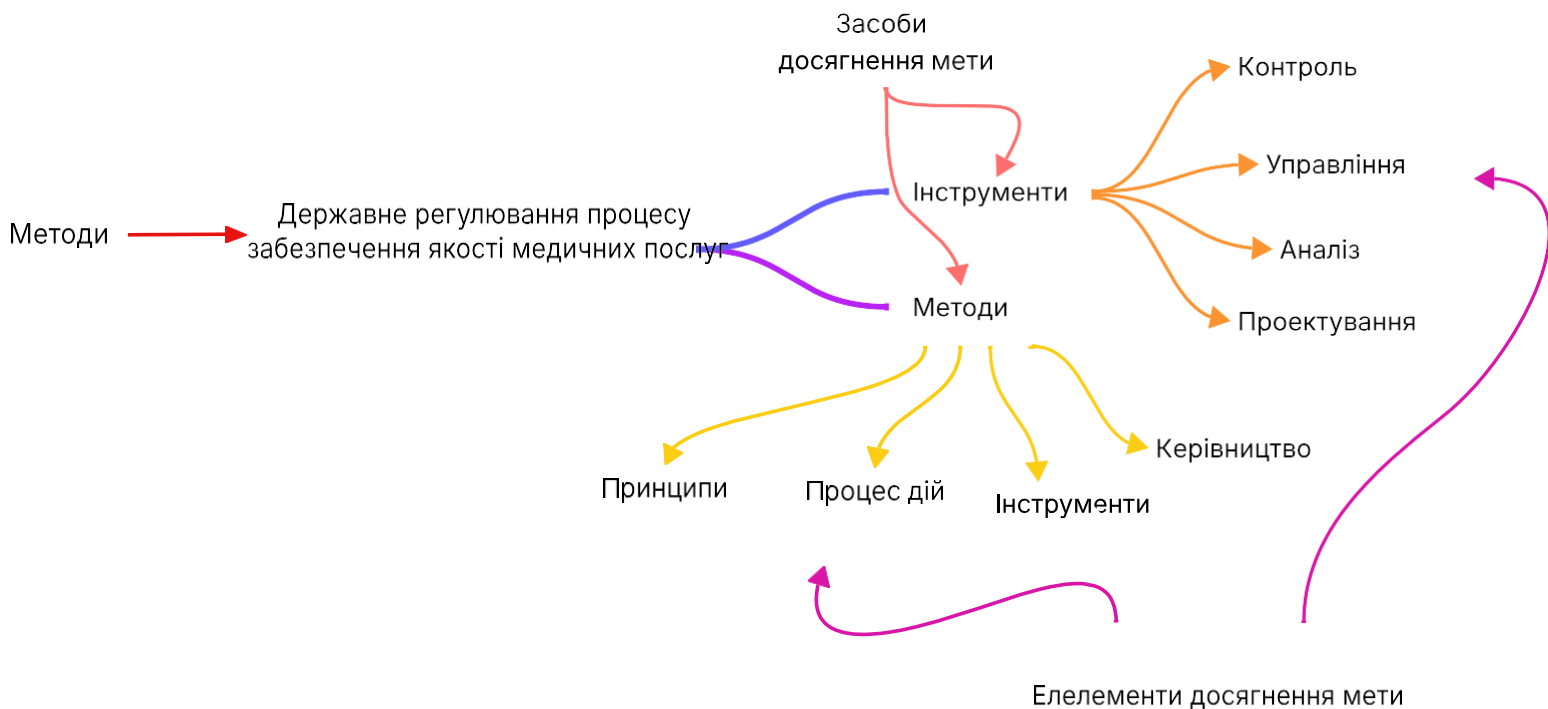 Засоби
досягнення мети
Контроль
Управління
Інструменти
Державне регулювання процесу
забезпечення якості медичних послуг
Методи
Аналіз
Методи
Проектування
Керівництво
Принципи
Процес дій
Інструменти
Елелементи досягнення мети